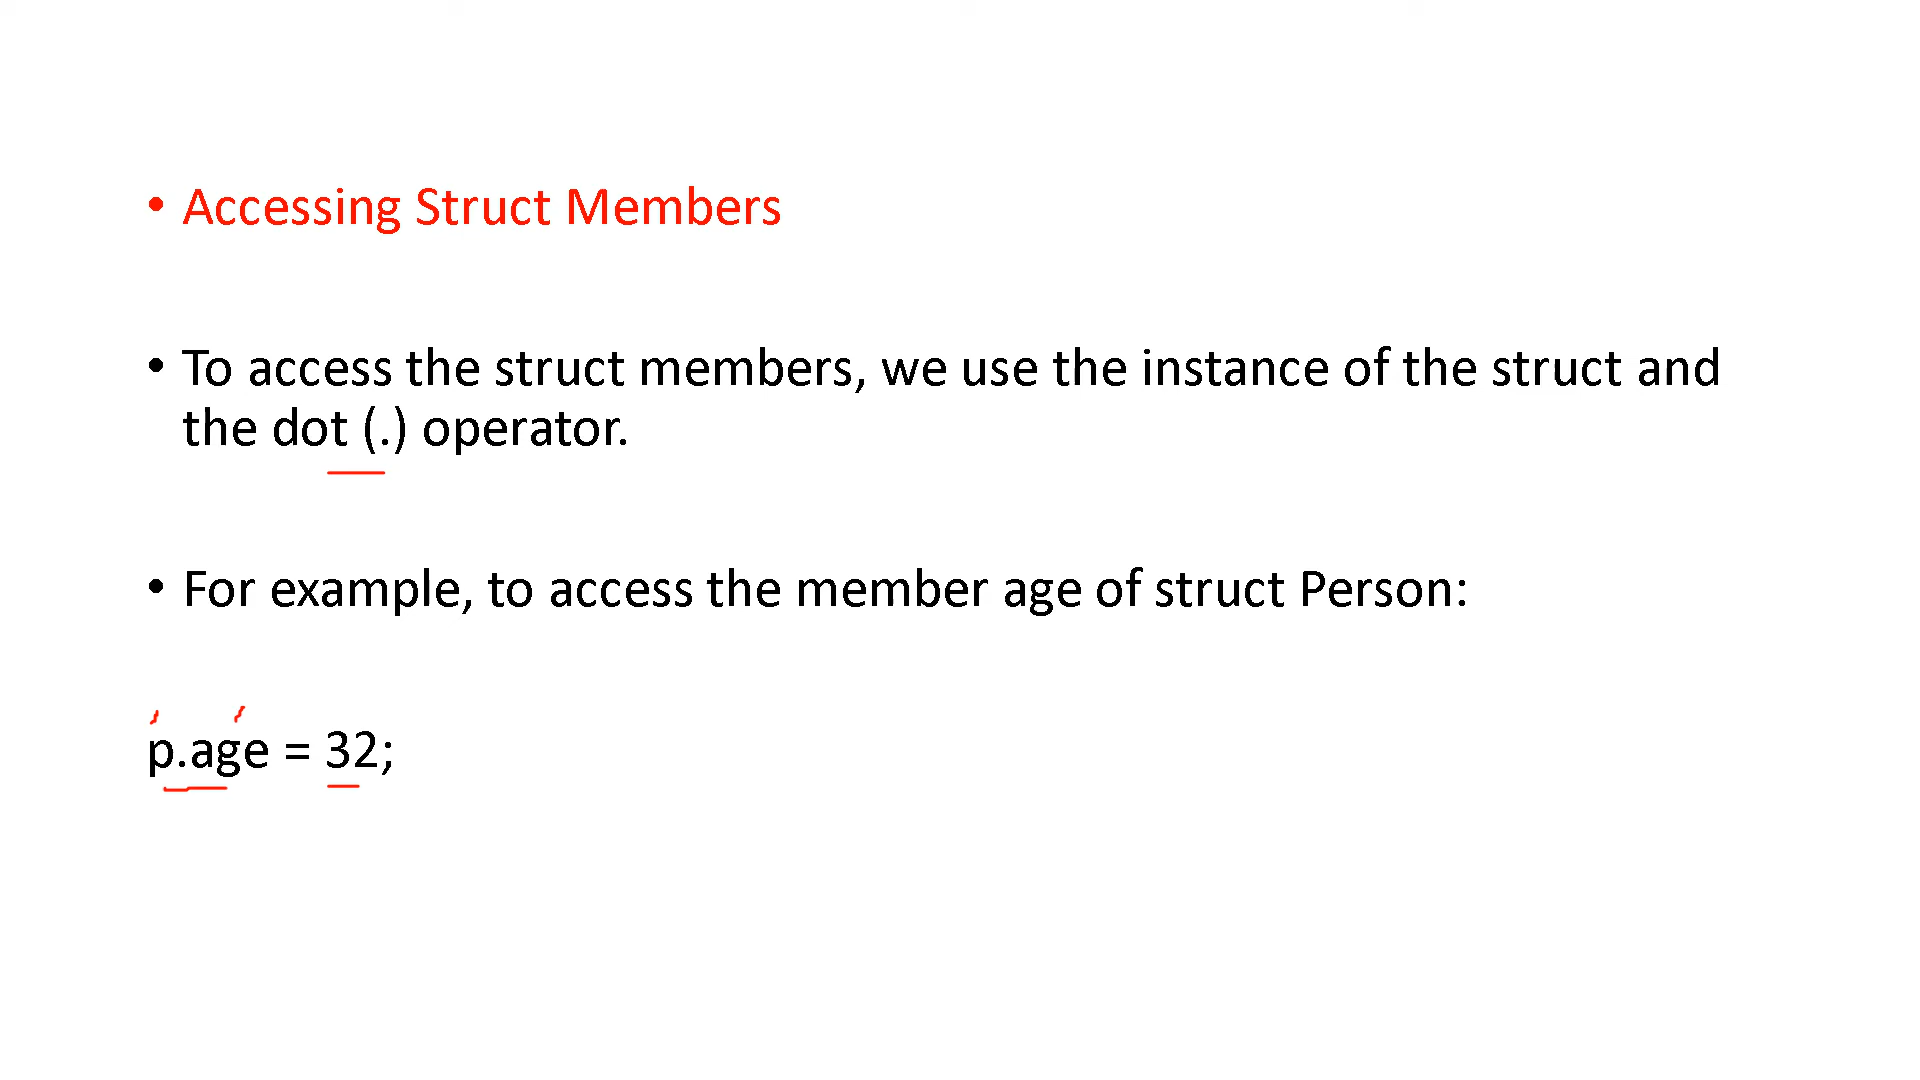 • Accessing Struct Members
• To access the struct members, we use the instance of the struct and
the dot (.) operator.
• For example, to access the member age of struct Person:
p.age = 32;